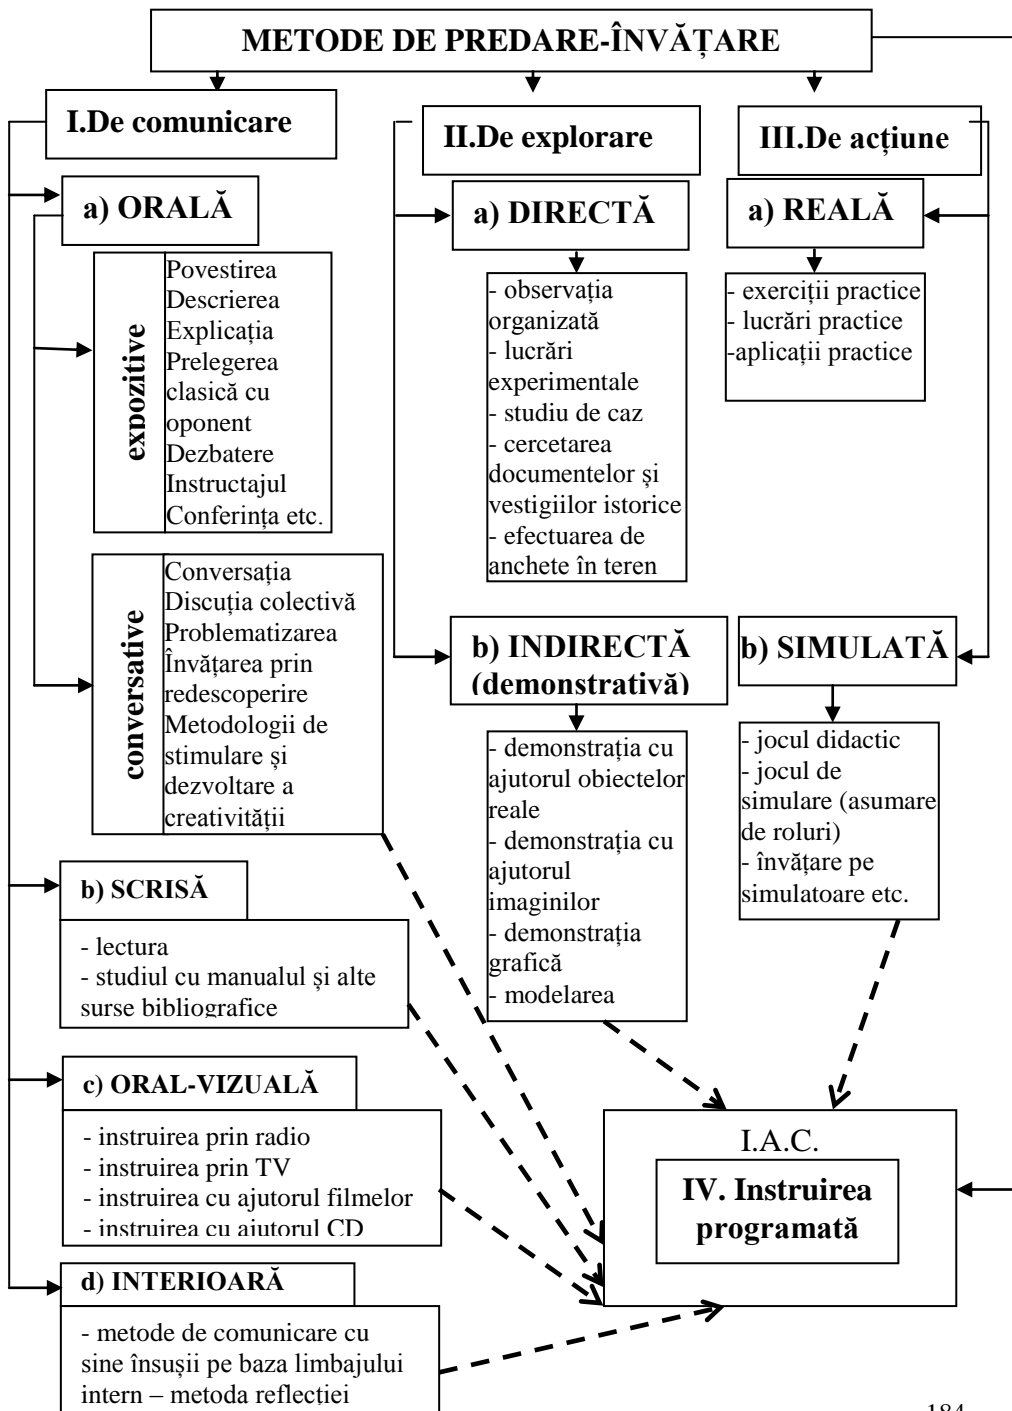 METODE DE PREDARE-ÎNVĂȚARE
I.De comunicare
a) ORALĂ
expozitive
Povestirea
Descrierea
Explicația
Prelegerea
clasică cu
oponent
Dezbatere
Instructajul
Conferința etc.
conversative
Conversația
Discuția colectivă
Problematizarea
Învățarea prin
redescoperire
Metodologii de
stimulare și
dezvoltare a
creativității
b) SCRISĂ
- lectura
- studiul cu manualul și alte
surse bibliografice
c) ORAL-VIZUALĂ
- instruirea prin radio
- instruirea prin TV
- instruirea cu ajutorul filmelor
- instruirea cu ajutorul CD
d) INTERIOARĂ
- metode de comunicare cu
sine însușii pe baza limbajului
intern – metoda reflecției
II.De explorare
a) DIRECTĂ
- observația
organizată
- lucrări
experimentale
- studiu de caz
- cercetarea
documentelor și
vestigiilor istorice
- efectuarea de
anchete în teren
b) INDIRECTĂ
(demonstrativă)
- demonstrația cu
ajutorul obiectelor
reale
- demonstrația cu
ajutorul
imaginilor
- demonstrația
grafică
- modelarea
III.De acțiune
a) REALĂ
- exerciții practice
- lucrări practice
-aplicații practice
b) SIMULATĂ
- jocul didactic
- jocul de
simulare (asumare
de roluri)
- învățare pe
simulatoare etc.
I.A.C.
IV. Instruirea
programată
184